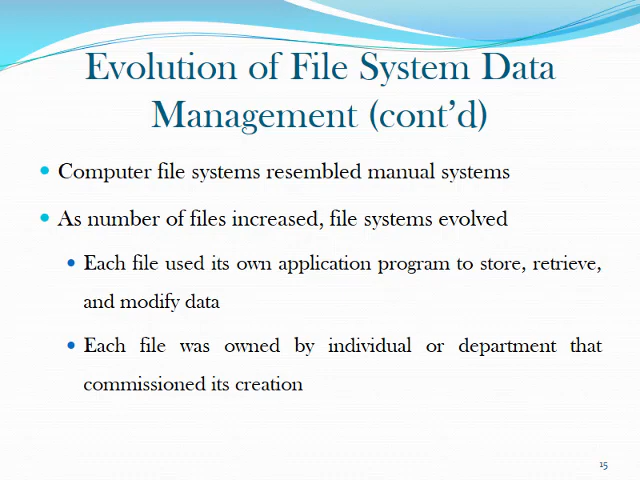 Evolution of File System Data
Management (cont’d)
Computer file systems resembled manual systems
As number of files increased, file systems evolved
Each file used its own application program to store, retrieve,
and modify data
Each file was owned by individual or department that
commissioned its creation
15